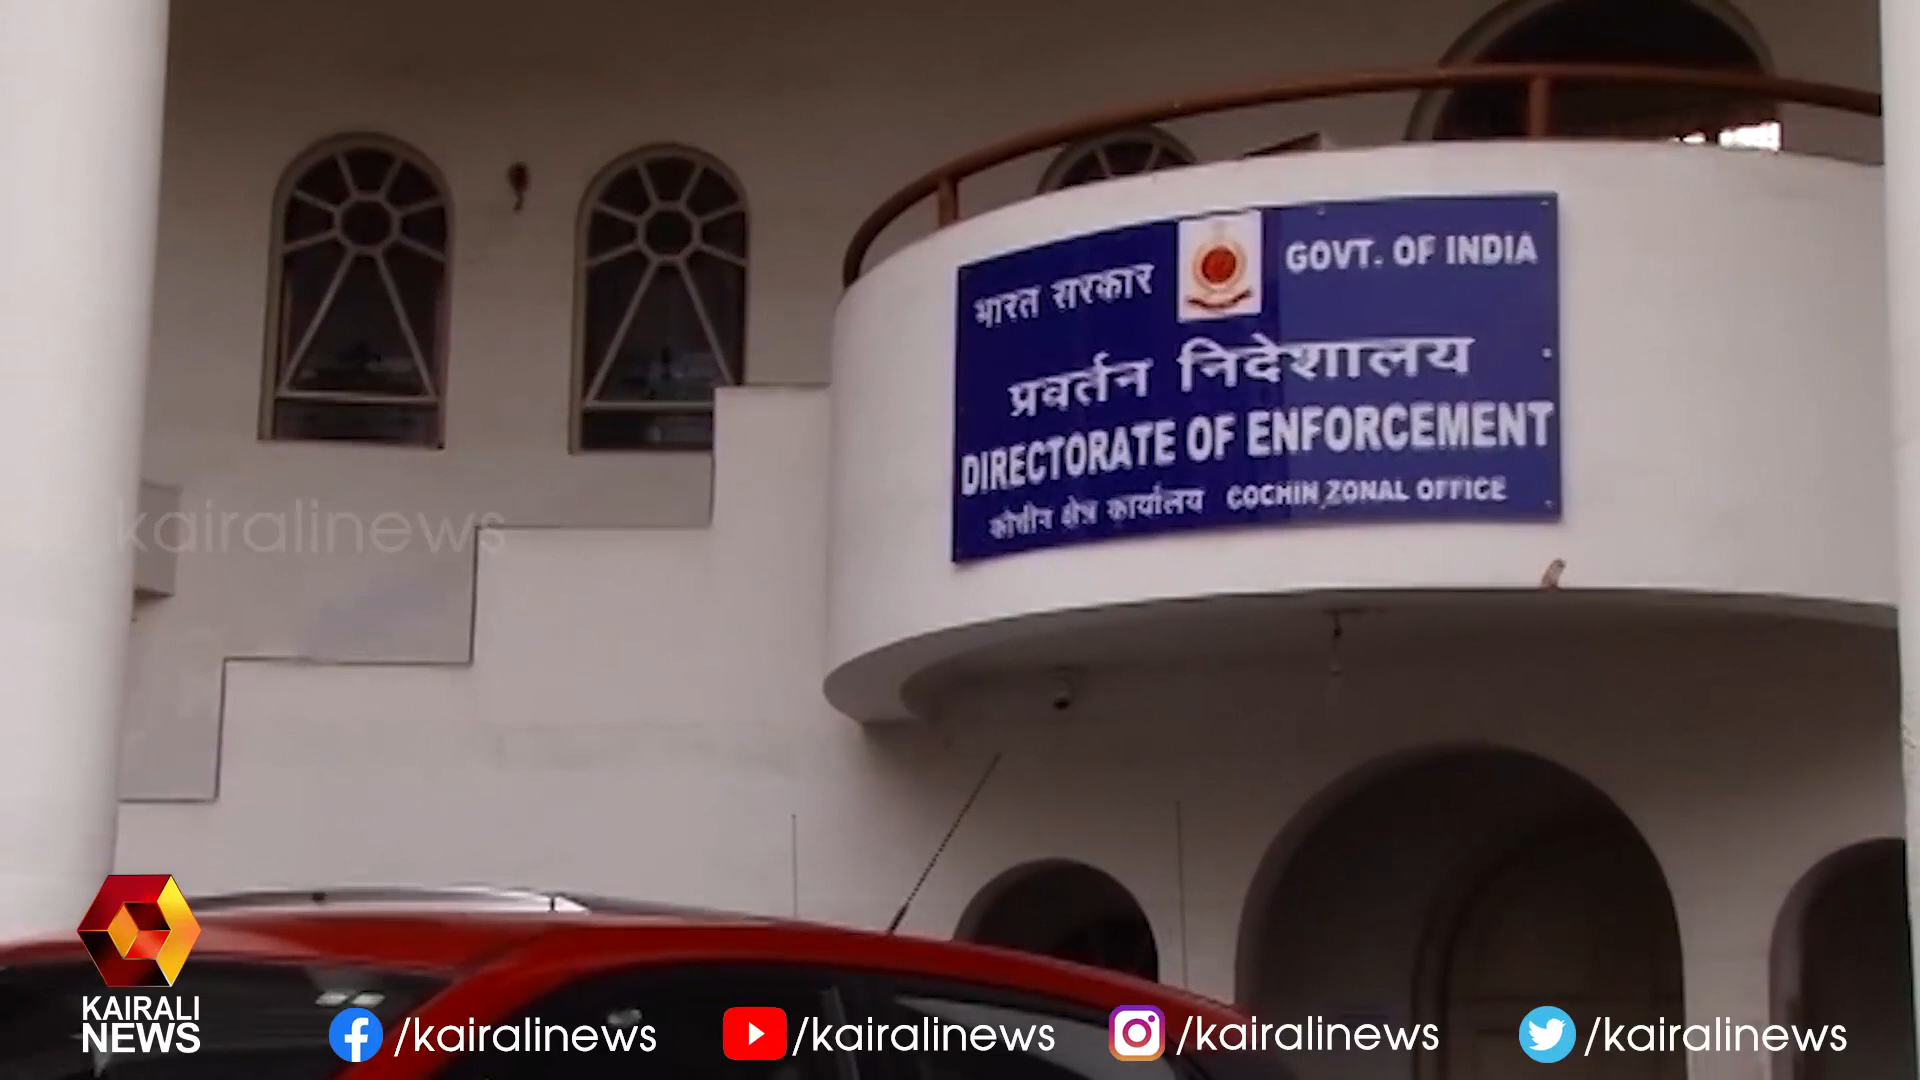 भारत सरकार GOVT. OF INDIA
प्रवर्तन निदेशालय
DIRECTORATE OF ENFORCEMENT
कोचीन क्षेत्र कार्यालय COCHIN ZONAL OFFICE
kairalinews
KAIRALI
NEWS
/kairalinews /kairalinews /kairalinews /kairalinews